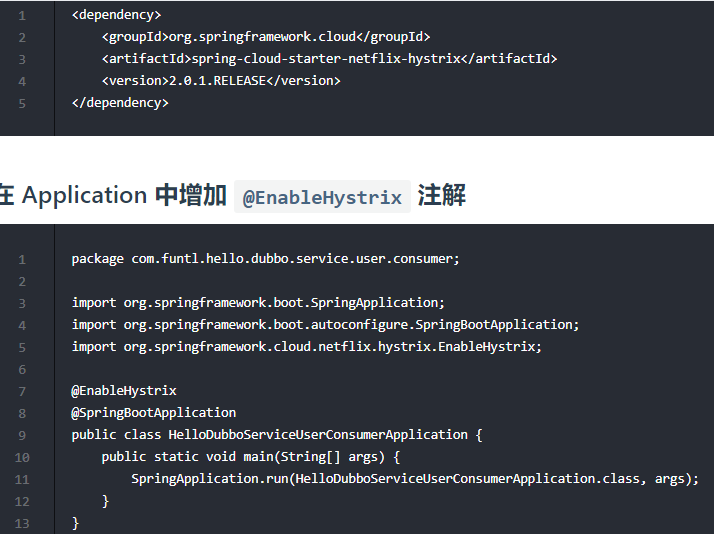 1 <dependency>
2     <groupId>org.springframework.cloud</groupId>
3     <artifactId>spring-cloud-starter-netflix-hystrix</artifactId>
4     <version>2.0.1.RELEASE</version>
5 </dependency>
在 Application 中增加 @EnableHystrix 注解
1 package com.funtl.hello.dubbo.service.user.consumer;
2
3 import org.springframework.boot.SpringApplication;
4 import org.springframework.boot.autoconfigure.SpringBootApplication;
5 import org.springframework.cloud.netflix.hystrix.EnableHystrix;
6
7 @EnableHystrix
8 @SpringBootApplication
9 public class HelloDubboServiceUserConsumerApplication {
10     public static void main(String[] args) {
11         SpringApplication.run(HelloDubboServiceUserConsumerApplication.class, args);
12     }
13 }